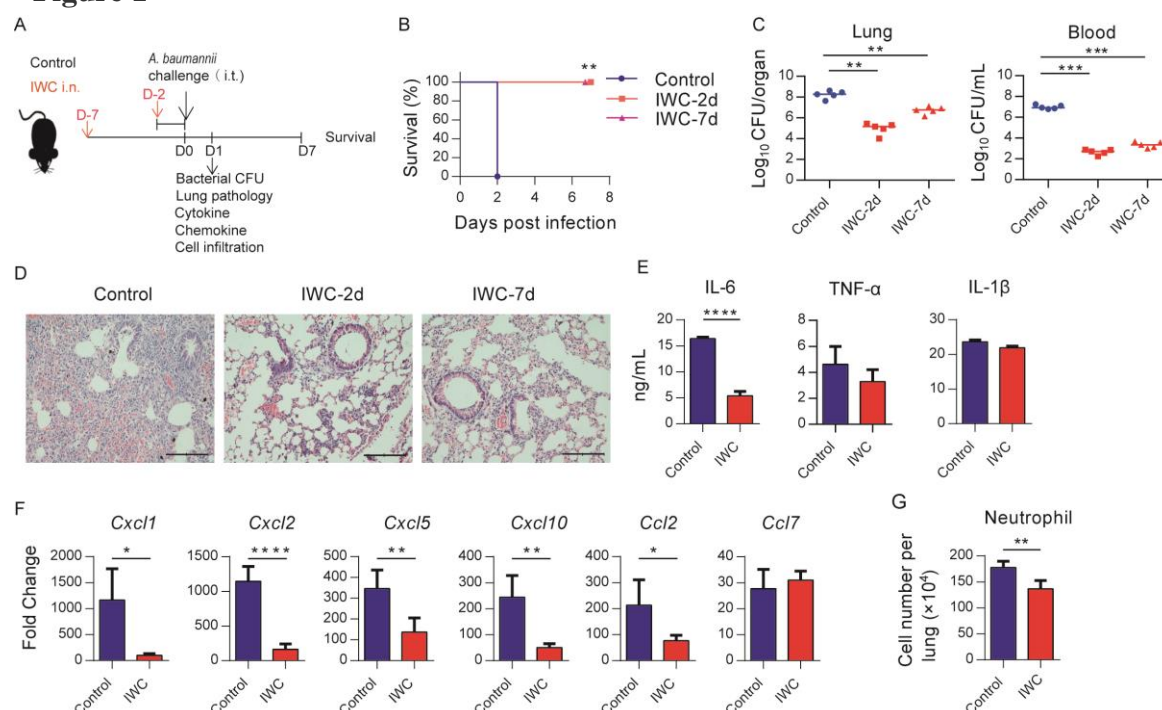 A
Control
IWC i.n.
D-7
D-2
A. baumannii
challenge（ i.t.）
D0
D1
D7
Survival
Bacterial CFU
Lung pathology
Cytokine
Chemokine
Cell infiltration
B
Survival (%)
100
50
0
0 2 4 6 8
Days post infection
**
Control
IWC-2d
IWC-7d
C
Lung
**
**
Log10 CFU/organ
10
8
6
4
2
0
Control
IWC-2d
IWC-7d
Blood
***
***
Log10 CFU/mL
10
8
6
4
2
0
Control
IWC-2d
IWC-7d
D
Control
IWC-2d
IWC-7d
E
IL-6
****
ng/mL
20
15
10
5
0
Control
IWC
TNF-α
8
6
4
2
0
Control
IWC
IL-1β
30
20
10
0
Control
IWC
F
Fold Change
Cxcl1
*
2000
1500
1000
500
0
Control
IWC
Cxcl2
****
1500
1000
500
0
Control
IWC
Cxcl5
**
500
400
300
200
100
0
Control
IWC
Cxcl10
**
400
300
200
100
0
Control
IWC
Ccl2
*
400
300
200
100
0
Control
IWC
Ccl7
40
30
20
10
0
Control
IWC
G
Neutrophil
**
Cell number per
lung (×10⁴)
200
150
100
50
0
Control
IWC